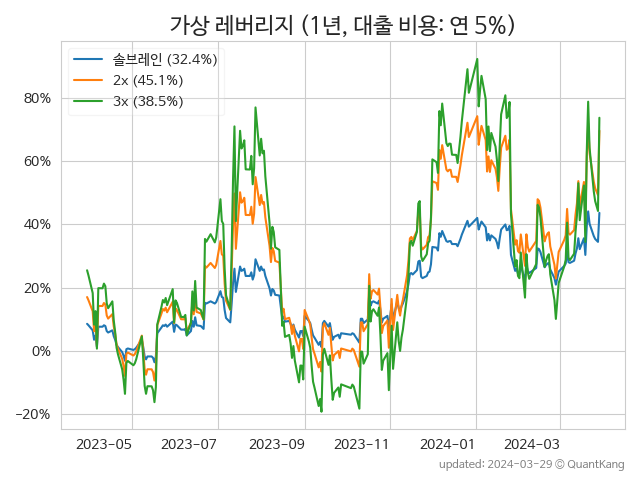 가상 레버리지 (1년, 대출 비용: 연 5%)
솔브레인 (32.4%)
2x (45.1%)
3x (38.5%)
80%
60%
40%
20%
0%
−20%
2023-05 2023-07 2023-09 2023-11 2024-01 2024-03
updated: 2024-03-29 © QuantKang